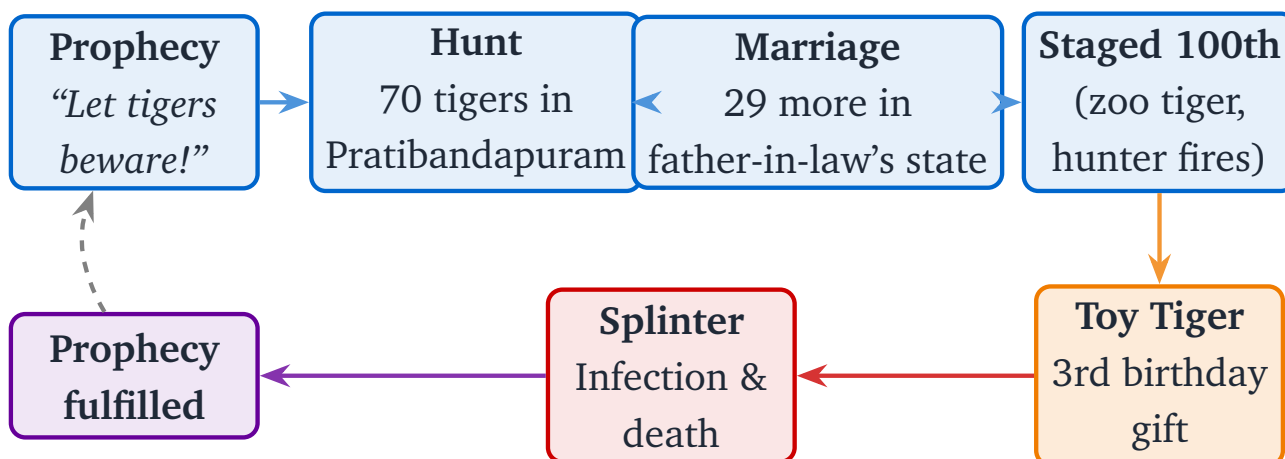 Prophecy
“Let tigers
beware!”
Hunt
70 tigers in
Pratibandapuram
Marriage
29 more in
father-in-law’s state
Staged 100th
(zoo tiger,
hunter fires)
Toy Tiger
3rd birthday
gift
Splinter
Infection &
death
Prophecy
fulfilled